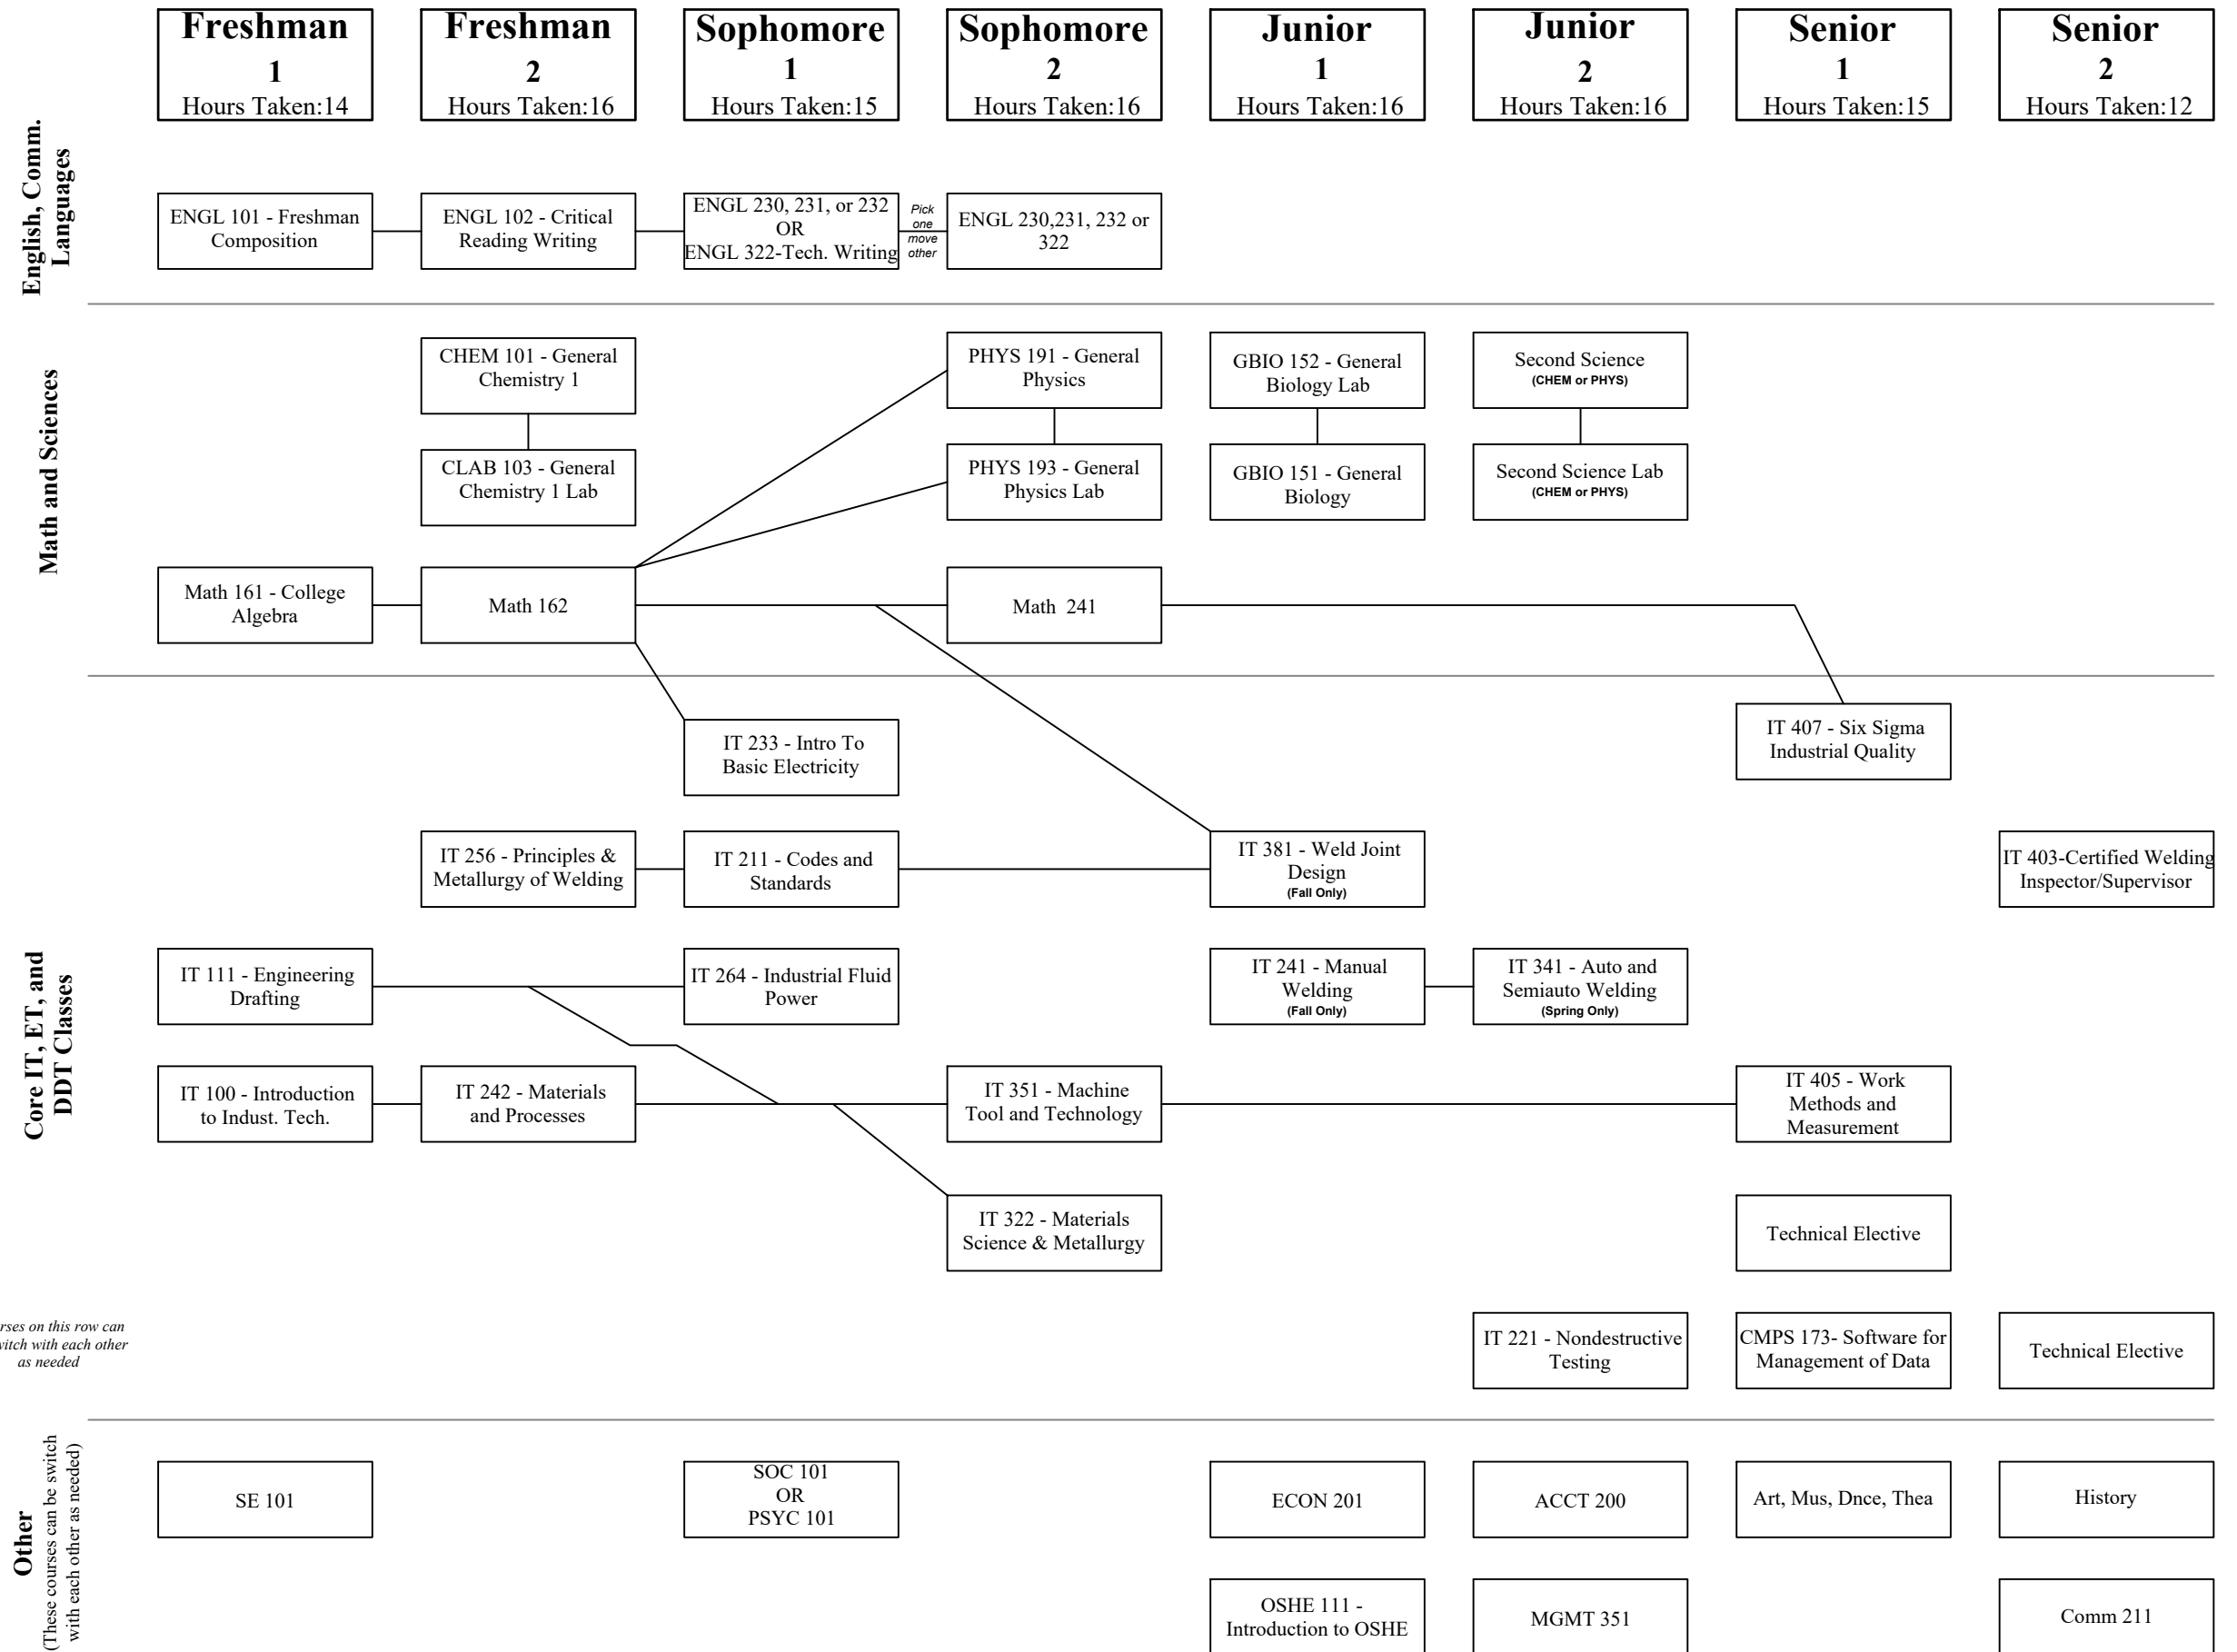 Freshman
1
Hours Taken:14
Freshman
2
Hours Taken:16
Sophomore
1
Hours Taken:15
Sophomore
2
Hours Taken:16
Junior
1
Hours Taken:16
Junior
2
Hours Taken:16
Senior
1
Hours Taken:15
Senior
2
Hours Taken:12
English, Comm.
Languages
ENGL 101 - Freshman
Composition
ENGL 102 - Critical
Reading Writing
ENGL 230, 231, or 232
OR
ENGL 322-Tech. Writing
Pick
one
move
other
ENGL 230,231, 232 or
322
Math and Sciences
CHEM 101 - General
Chemistry 1
PHYS 191 - General
Physics
GBIO 152 - General
Biology Lab
Second Science
(CHEM or PHYS)
CLAB 103 - General
Chemistry 1 Lab
PHYS 193 - General
Physics Lab
GBIO 151 - General
Biology
Second Science Lab
(CHEM or PHYS)
Math 161 - College
Algebra
Math 162
Math 241
Core IT, ET, and
DDT Classes
IT 233 - Intro To
Basic Electricity
IT 407 - Six Sigma
Industrial Quality
IT 256 - Principles &
Metallurgy of Welding
IT 211 - Codes and
Standards
IT 381 - Weld Joint
Design
(Fall Only)
IT 403-Certified Welding
Inspector/Supervisor
IT 111 - Engineering
Drafting
IT 264 - Industrial Fluid
Power
IT 241 - Manual
Welding
(Fall Only)
IT 341 - Auto and
Semiauto Welding
(Spring Only)
IT 100 - Introduction
to Indust. Tech.
IT 242 - Materials
and Processes
IT 351 - Machine
Tool and Technology
IT 405 - Work
Methods and
Measurement
IT 322 - Materials
Science & Metallurgy
Technical Elective
on this row can
with each other
as needed
IT 221 - Nondestructive
Testing
CMPS 173- Software for
Management of Data
Technical Elective
Other
(These courses can be switch
with each other as needed)
SE 101
SOC 101
OR
PSYC 101
ECON 201
ACCT 200
Art, Mus, Dnce, Thea
History
OSHE 111 -
Introduction to OSHE
MGMT 351
Comm 211